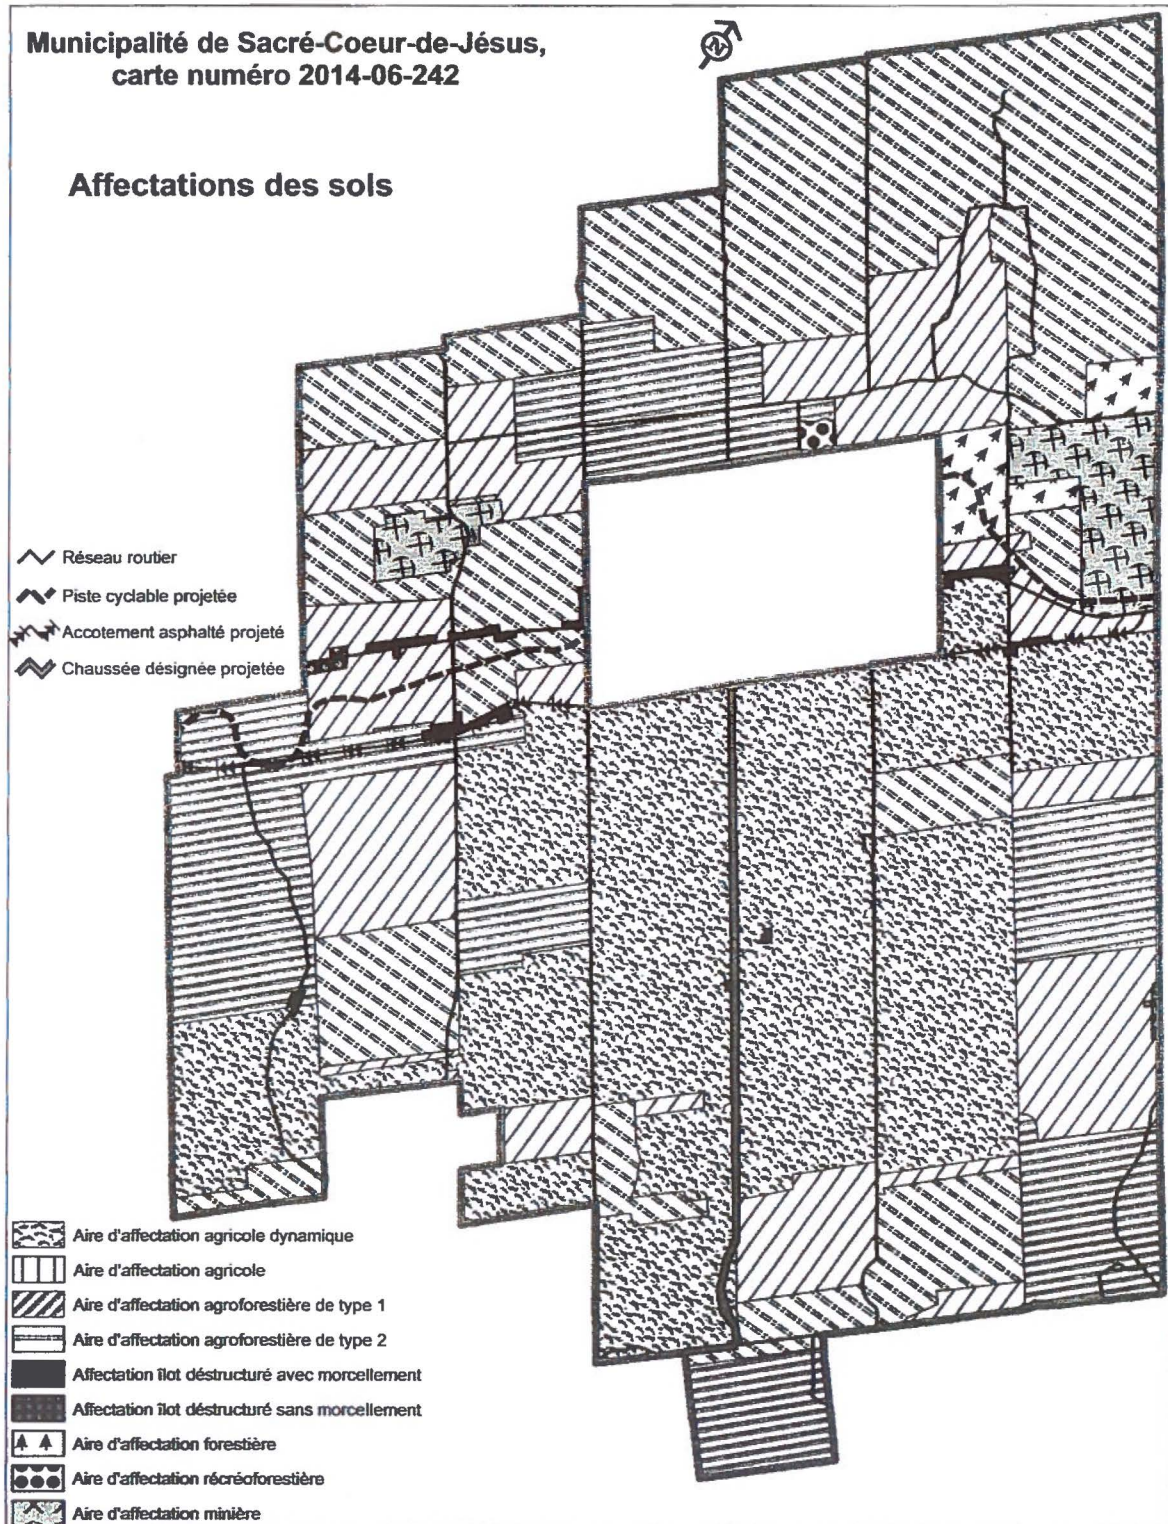 Municipalité de Sacré-Coeur-de-Jésus,
carte numéro 2014-06-242
N
Affectations des sols
Réseau routier
Piste cyclable projetée
Accotement asphalté projeté
Chaussée désignée projetée
Aire d'affectation agricole dynamique
Aire d'affectation agricole
Aire d'affectation agroforestière de type 1
Aire d'affectation agroforestière de type 2
Affectation îlot déstructuré avec morcellement
Affectation îlot déstructuré sans morcellement
Aire d'affectation forestière
Aire d'affectation récréoforestière
Aire d'affectation minière